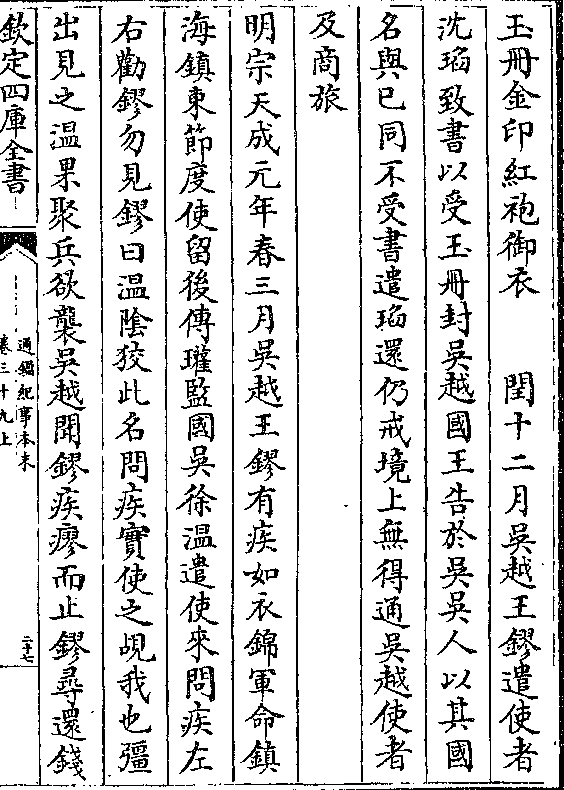 玉冊金印紅袍御衣　閏十二月吳越王鏐遣使者
沈瑫致書以受玉冊封吳越國王告於吳吳人以其國
名與已同不受書遣瑫還仍戒境上無得通吳越使者
及商旅
明宗天成元年春三月吳越王鏐有疾如衣錦軍命鎮
海鎮東節度使留後傳瓘監國吳徐溫遣使來問疾左
右勸鏐勿見鏐曰溫陰狡此名問疾實使之覘我也彊
出見之溫果聚兵欲襲吳越聞鏐疾瘳而止鏐尋還錢
欽定四庫全書
通鑑紀事本末
卷三十九上
二十七